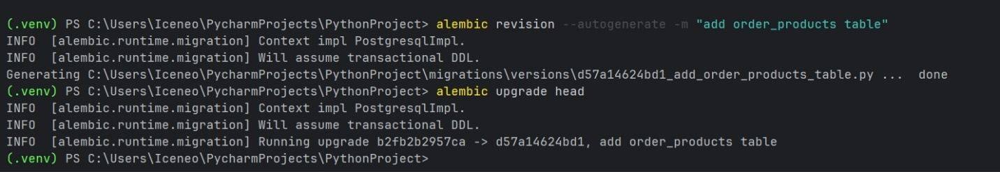 (.venv) PS C:\Users\Iceneo\PycharmProjects\PythonProject> alembic revision --autogenerate -m "add order_products table"
INFO  [alembic.runtime.migration] Context impl PostgresqlImpl.
INFO  [alembic.runtime.migration] Will assume transactional DDL.
Generating C:\Users\Iceneo\PycharmProjects\PythonProject\migrations\versions\d57a14624bd1_add_order_products_table.py ...  done
(.venv) PS C:\Users\Iceneo\PycharmProjects\PythonProject> alembic upgrade head
INFO  [alembic.runtime.migration] Context impl PostgresqlImpl.
INFO  [alembic.runtime.migration] Will assume transactional DDL.
INFO  [alembic.runtime.migration] Running upgrade b2fb2b2957ca -> d57a14624bd1, add order_products table
(.venv) PS C:\Users\Iceneo\PycharmProjects\PythonProject>